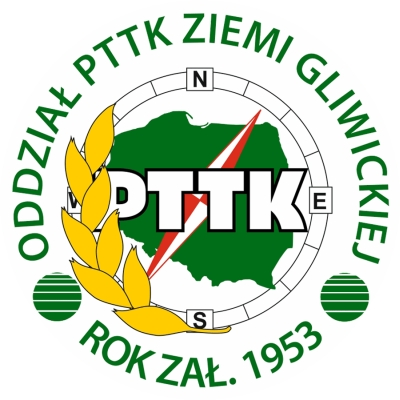 ODDZIAŁ PTTK ZIEMI GLIWICKIEJ
N
W
PTTK
E
S
ROK ZAŁ. 1953